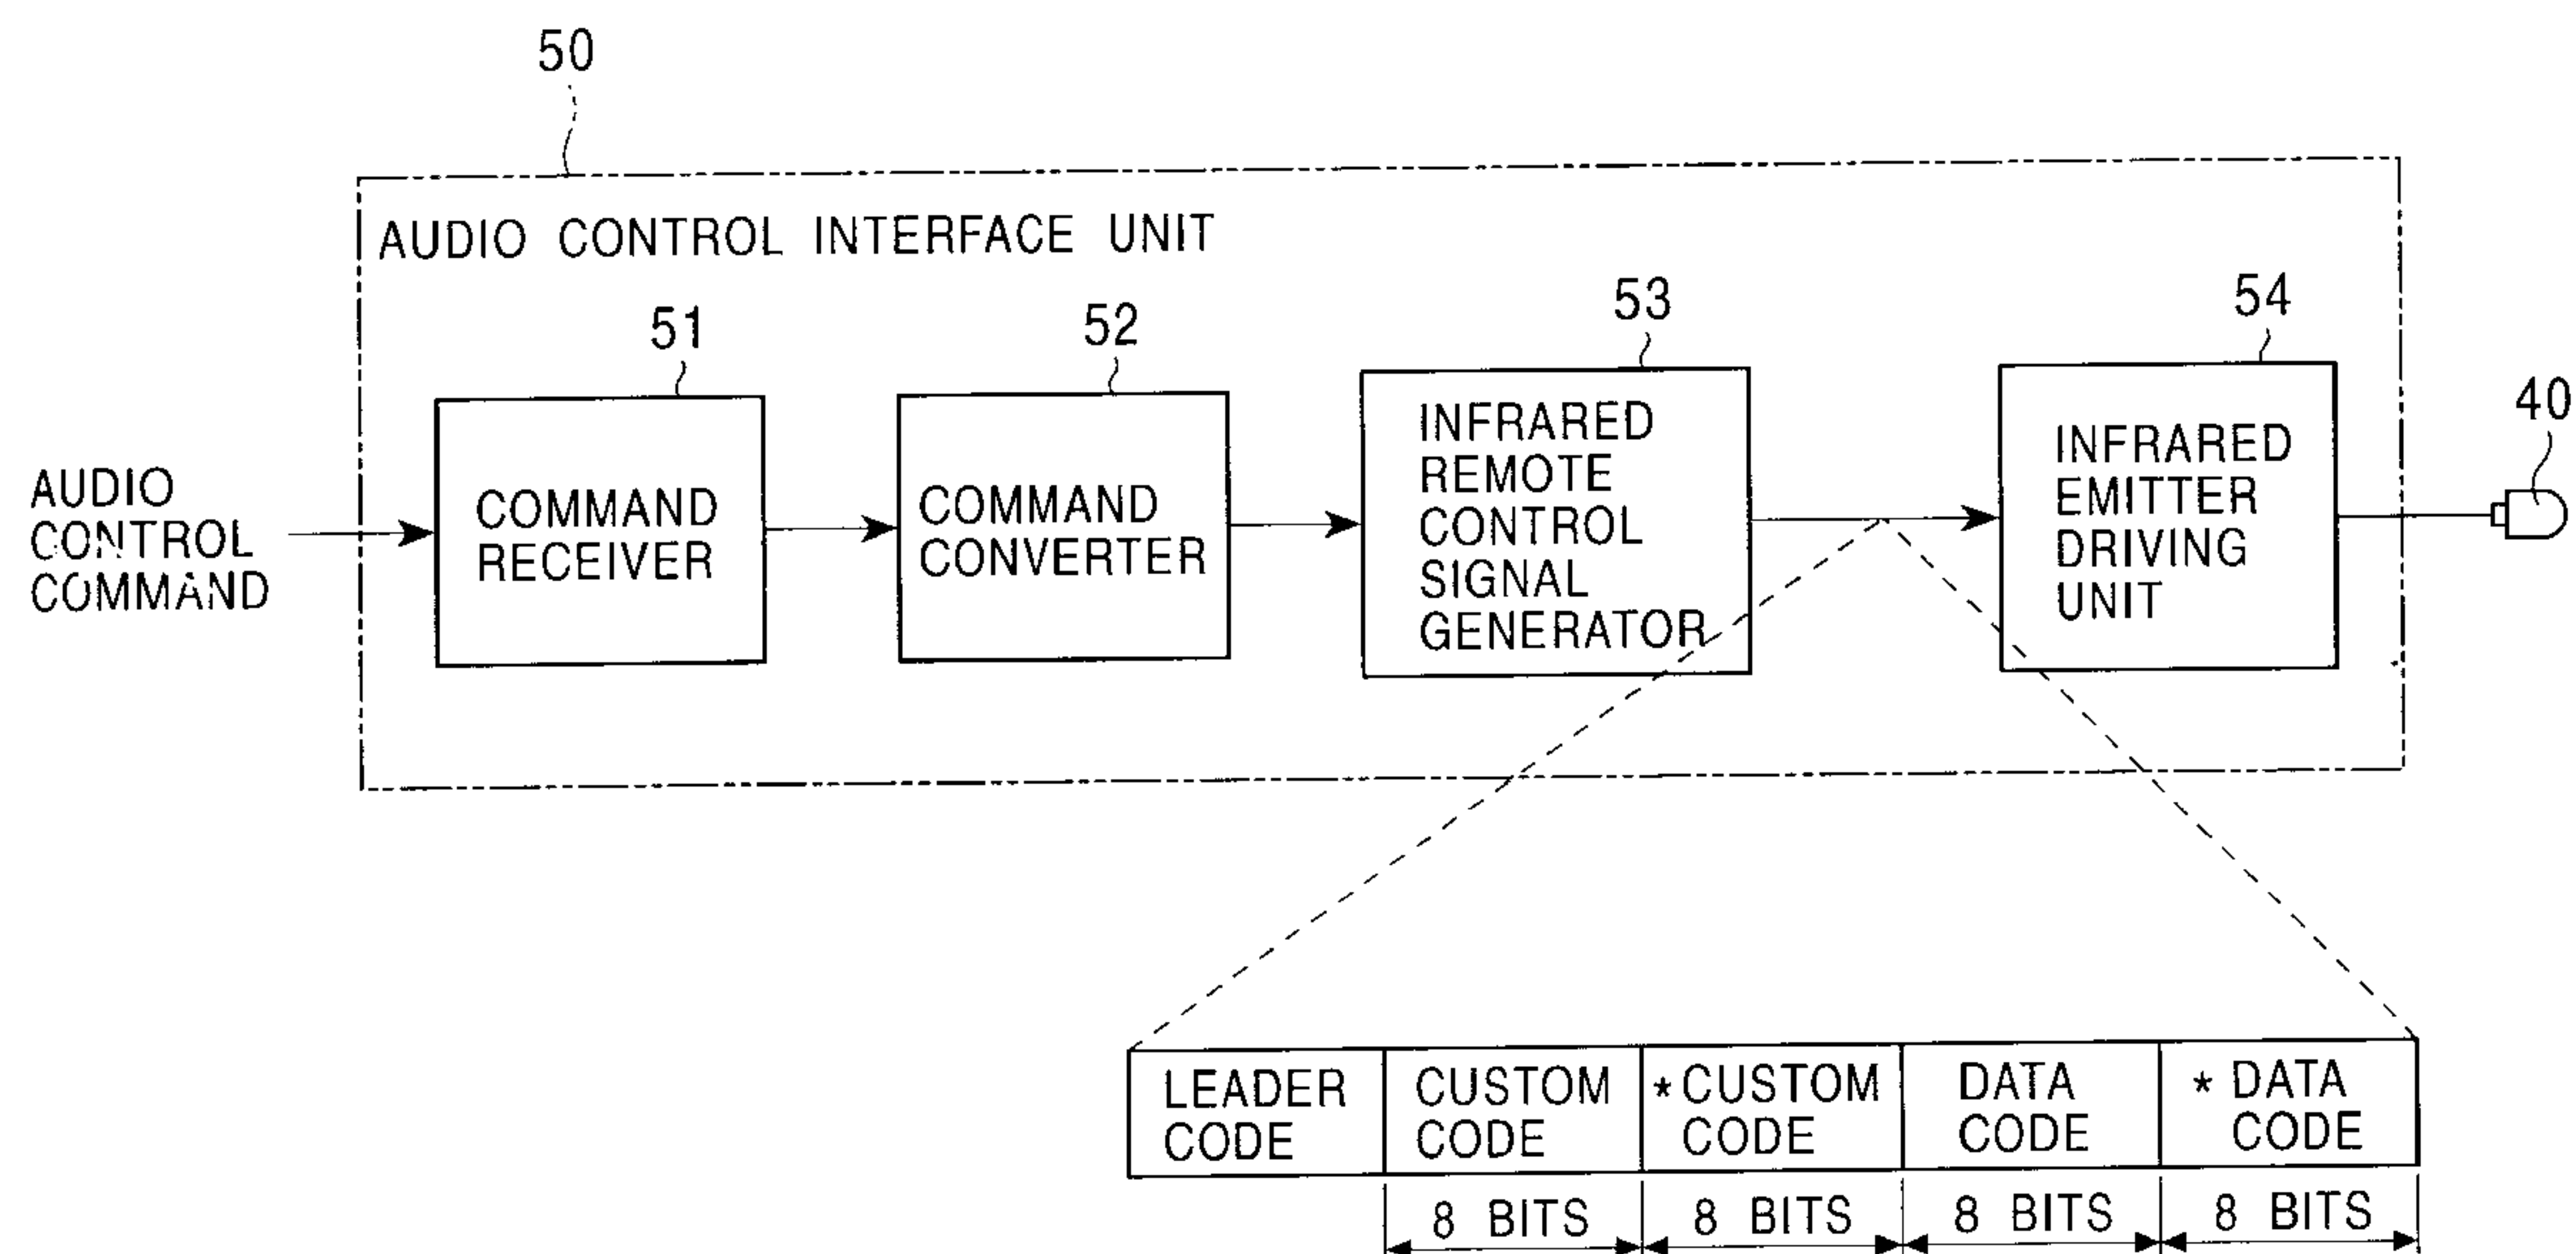 50
AUDIO CONTROL INTERFACE UNIT
51
52
53
54
40
AUDIO
CONTROL
COMMAND
COMMAND
RECEIVER
COMMAND
CONVERTER
INFRARED
REMOTE
CONTROL
SIGNAL
GENERATOR
INFRARED
EMITTER
DRIVING
UNIT
LEADER
CODE
CUSTOM
CODE
*CUSTOM
CODE
DATA
CODE
* DATA
CODE
8 BITS
8 BITS
8 BITS
8 BITS